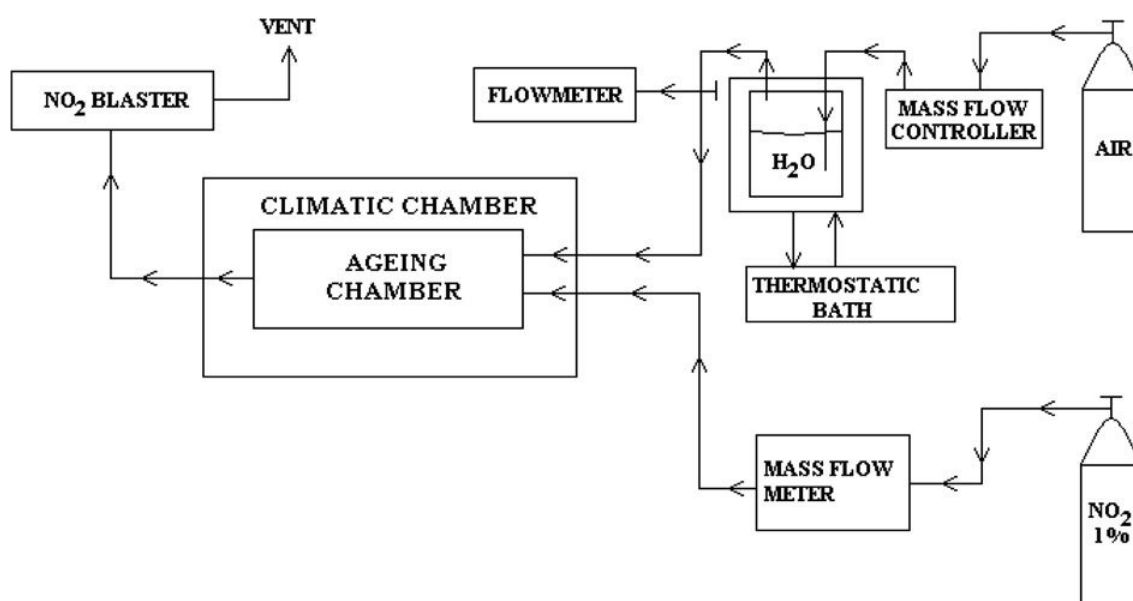 VENT
NO2 BLASTER
FLOWMETER
H2O
MASS FLOW
CONTROLLER
AIR
CLIMATIC CHAMBER
AGEING
CHAMBER
THERMOSTATIC
BATH
MASS FLOW
METER
NO2
1%